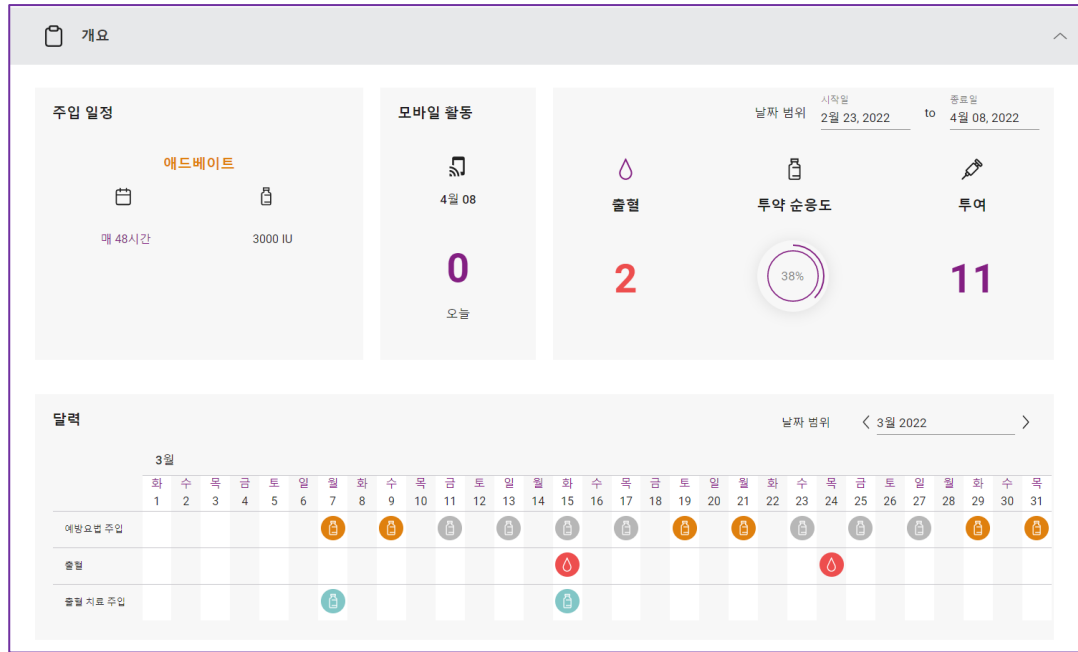 개요
주입 일정
애드베이트
매 48시간
3000 IU
모바일 활동
4월 08
0
오늘
날짜 범위
시작일
2월 23, 2022
to
종료일
4월 08, 2022
출혈
2
투약 순응도
38%
투여
11
달력
날짜 범위
3월 2022
3월
화 수 목 금 토 일 월 화 수 목 금 토 일 월 화 수 목 금 토 일 월 화 수 목 금 토 일 월 화 수 목
1 2 3 4 5 6 7 8 9 10 11 12 13 14 15 16 17 18 19 20 21 22 23 24 25 26 27 28 29 30 31
예방요법 주입
출혈
출혈 치료 주입